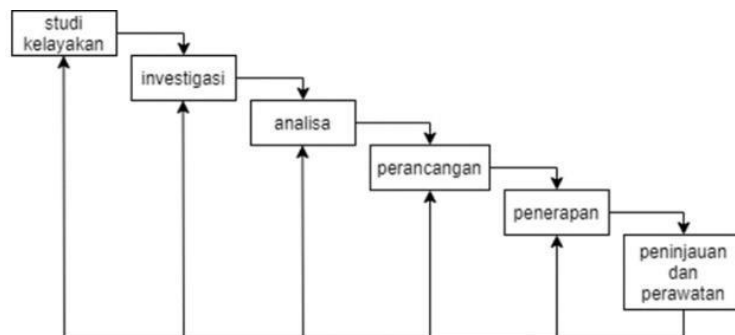 studi
kelayakan
investigasi
analisa
perancangan
penerapan
peninjauan
dan
perawatan